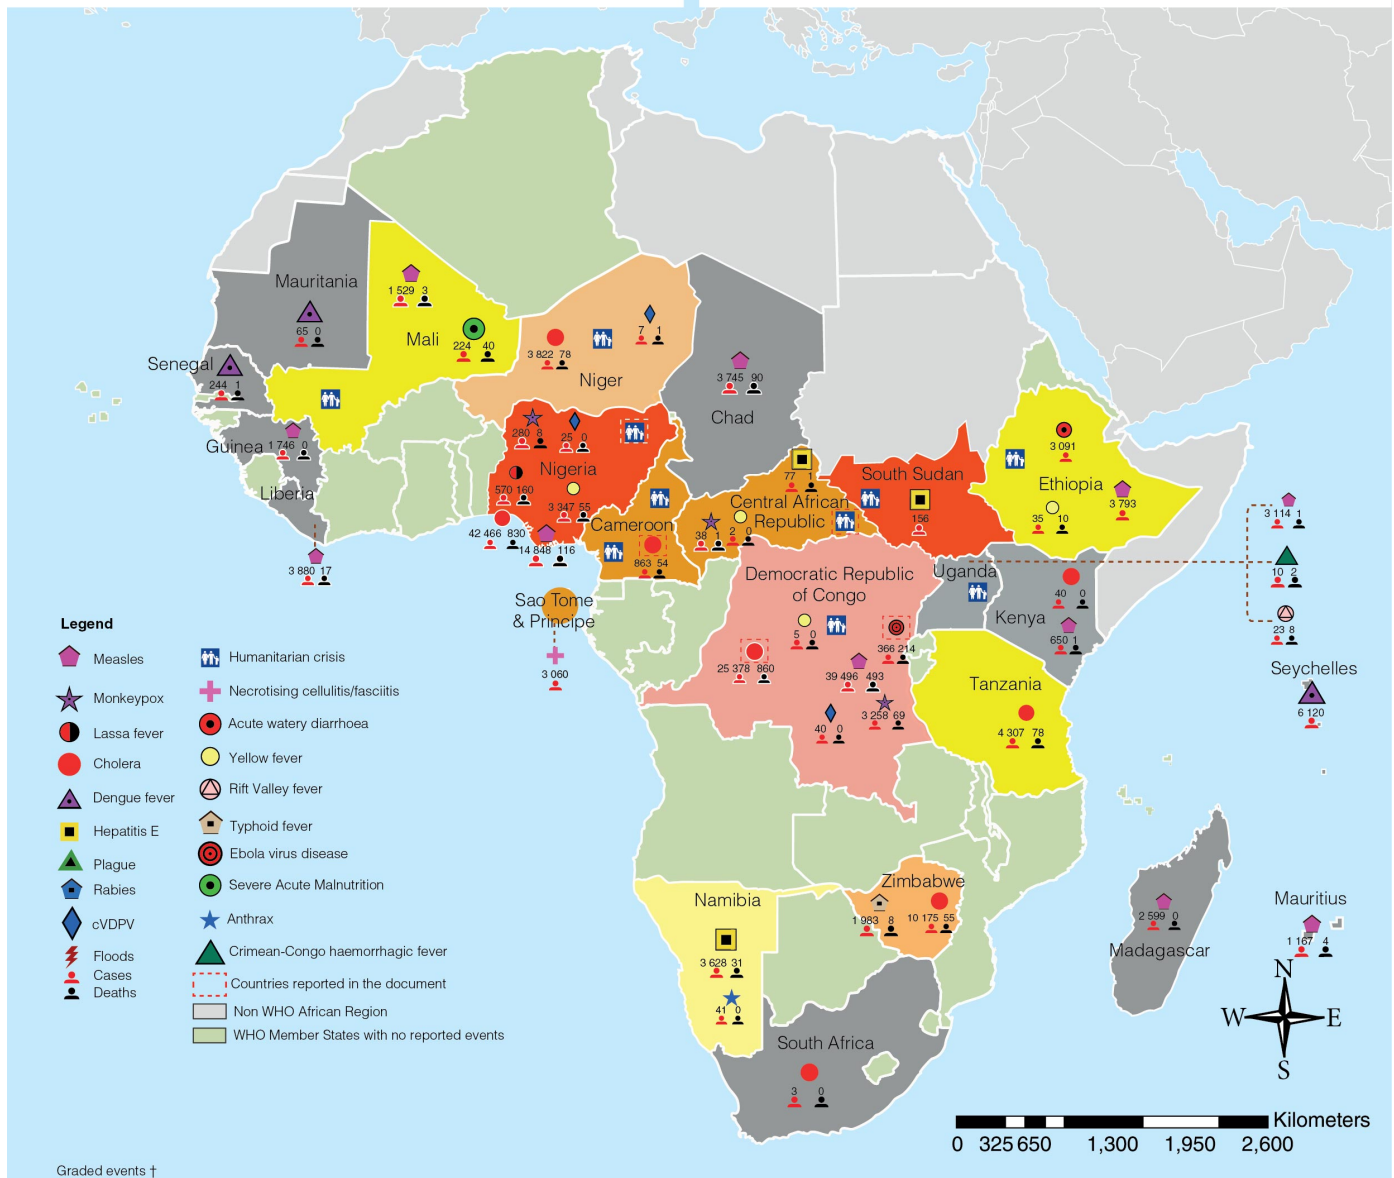 Mauritania
65 0
Mali
1 529 3
224 40
Senegal
244 1
Guinea
1 746 0
Liberia
3 880 17
Niger
3 822 78
7 1
Chad
3 745 90
Nigeria
280 8
25 0
570 160
3 347 55
42 466 830
14 848 116
Cameroon
863 54
Central African
Republic
77 1
38 1
2 0
South Sudan
156
Ethiopia
3 091
3 793
35 10
Sao Tome
& Principe
3 060
Democratic Republic
of Congo
5 0
366 214
25 378 860
39 496 493
3 258 69
40 0
Uganda
3 114 1
10 2
23 8
Kenya
40 0
650 1
Tanzania
4 307 78
Seychelles
6 120
Zimbabwe
1 983 8
10 175 55
Namibia
3 628 31
41 0
South Africa
3 0
Madagascar
2 599 0
Mauritius
1 167 4
Legend
Measles
Monkeypox
Lassa fever
Cholera
Dengue fever
Hepatitis E
Plague
Rabies
cVDPV
Floods
Cases
Deaths
Humanitarian crisis
Necrotising cellulitis/fasciitis
Acute watery diarrhoea
Yellow fever
Rift Valley fever
Typhoid fever
Ebola virus disease
Severe Acute Malnutrition
Anthrax
Crimean-Congo haemorrhagic fever
Countries reported in the document
Non WHO African Region
WHO Member States with no reported events
N
W E
S
Kilometers
0 325 650 1,300 1,950 2,600
Graded events †